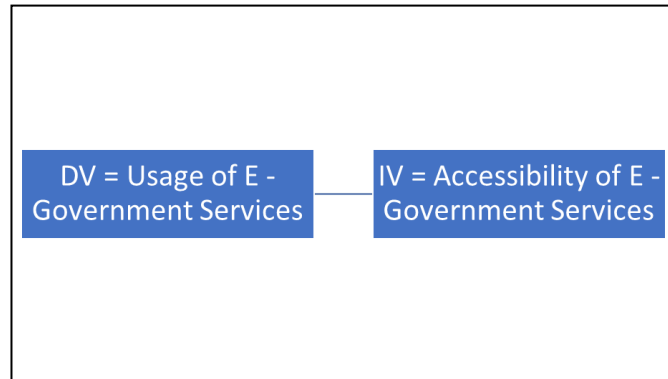 DV = Usage of E -
Government Services
IV = Accessibility of E -
Government Services